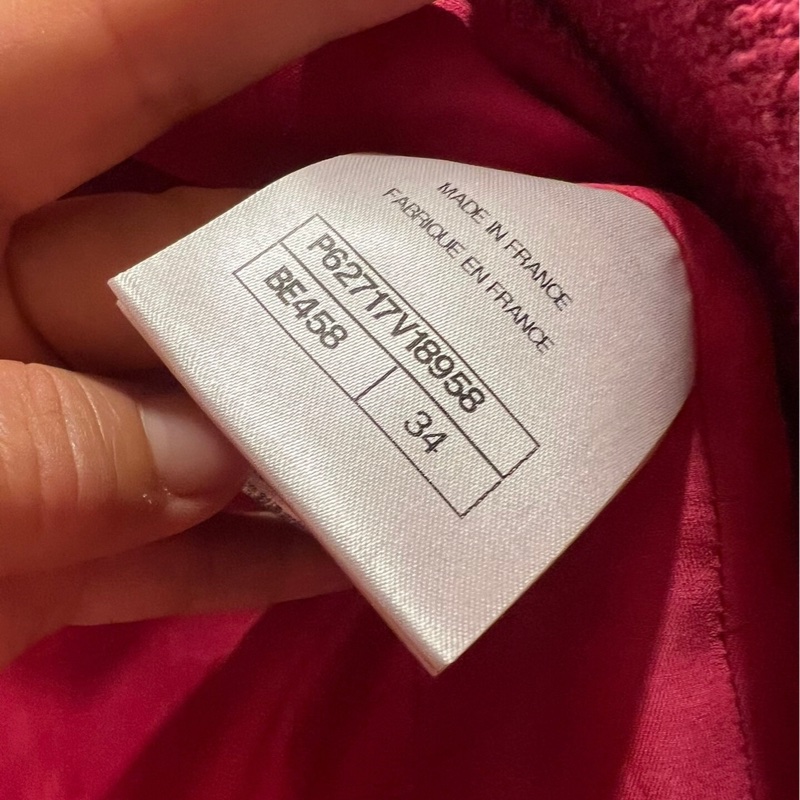 MADE IN FRANCE
FABRIQUE EN FRANCE
P62717V18958
BE458 34